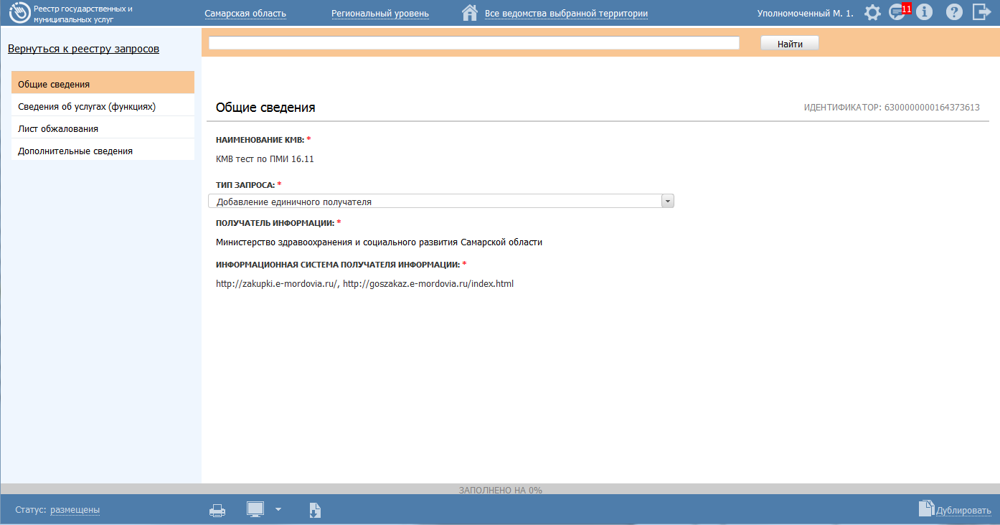 Реестр государственных и
муниципальных услуг
Самарская область
Региональный уровень
Все ведомства выбранной территории
Уполномоченный М. 1.
11
Вернуться к реестру запросов
Найти
Общие сведения
Сведения об услугах (функциях)
Лист обжалования
Дополнительные сведения
Общие сведения
ИДЕНТИФИКАТОР: 6300000000164373613
НАИМЕНОВАНИЕ КМВ: *
КМВ тест по ПМИ 16.11
ТИП ЗАПРОСА: *
Добавление единичного получателя
ПОЛУЧАТЕЛЬ ИНФОРМАЦИИ: *
Министерство здравоохранения и социального развития Самарской области
ИНФОРМАЦИОННАЯ СИСТЕМА ПОЛУЧАТЕЛЯ ИНФОРМАЦИИ: *
http://zakupki.e-mordovia.ru/, http://goszakaz.e-mordovia.ru/index.html
ЗАПОЛНЕНО НА 0%
Статус: размещены
Дублировать